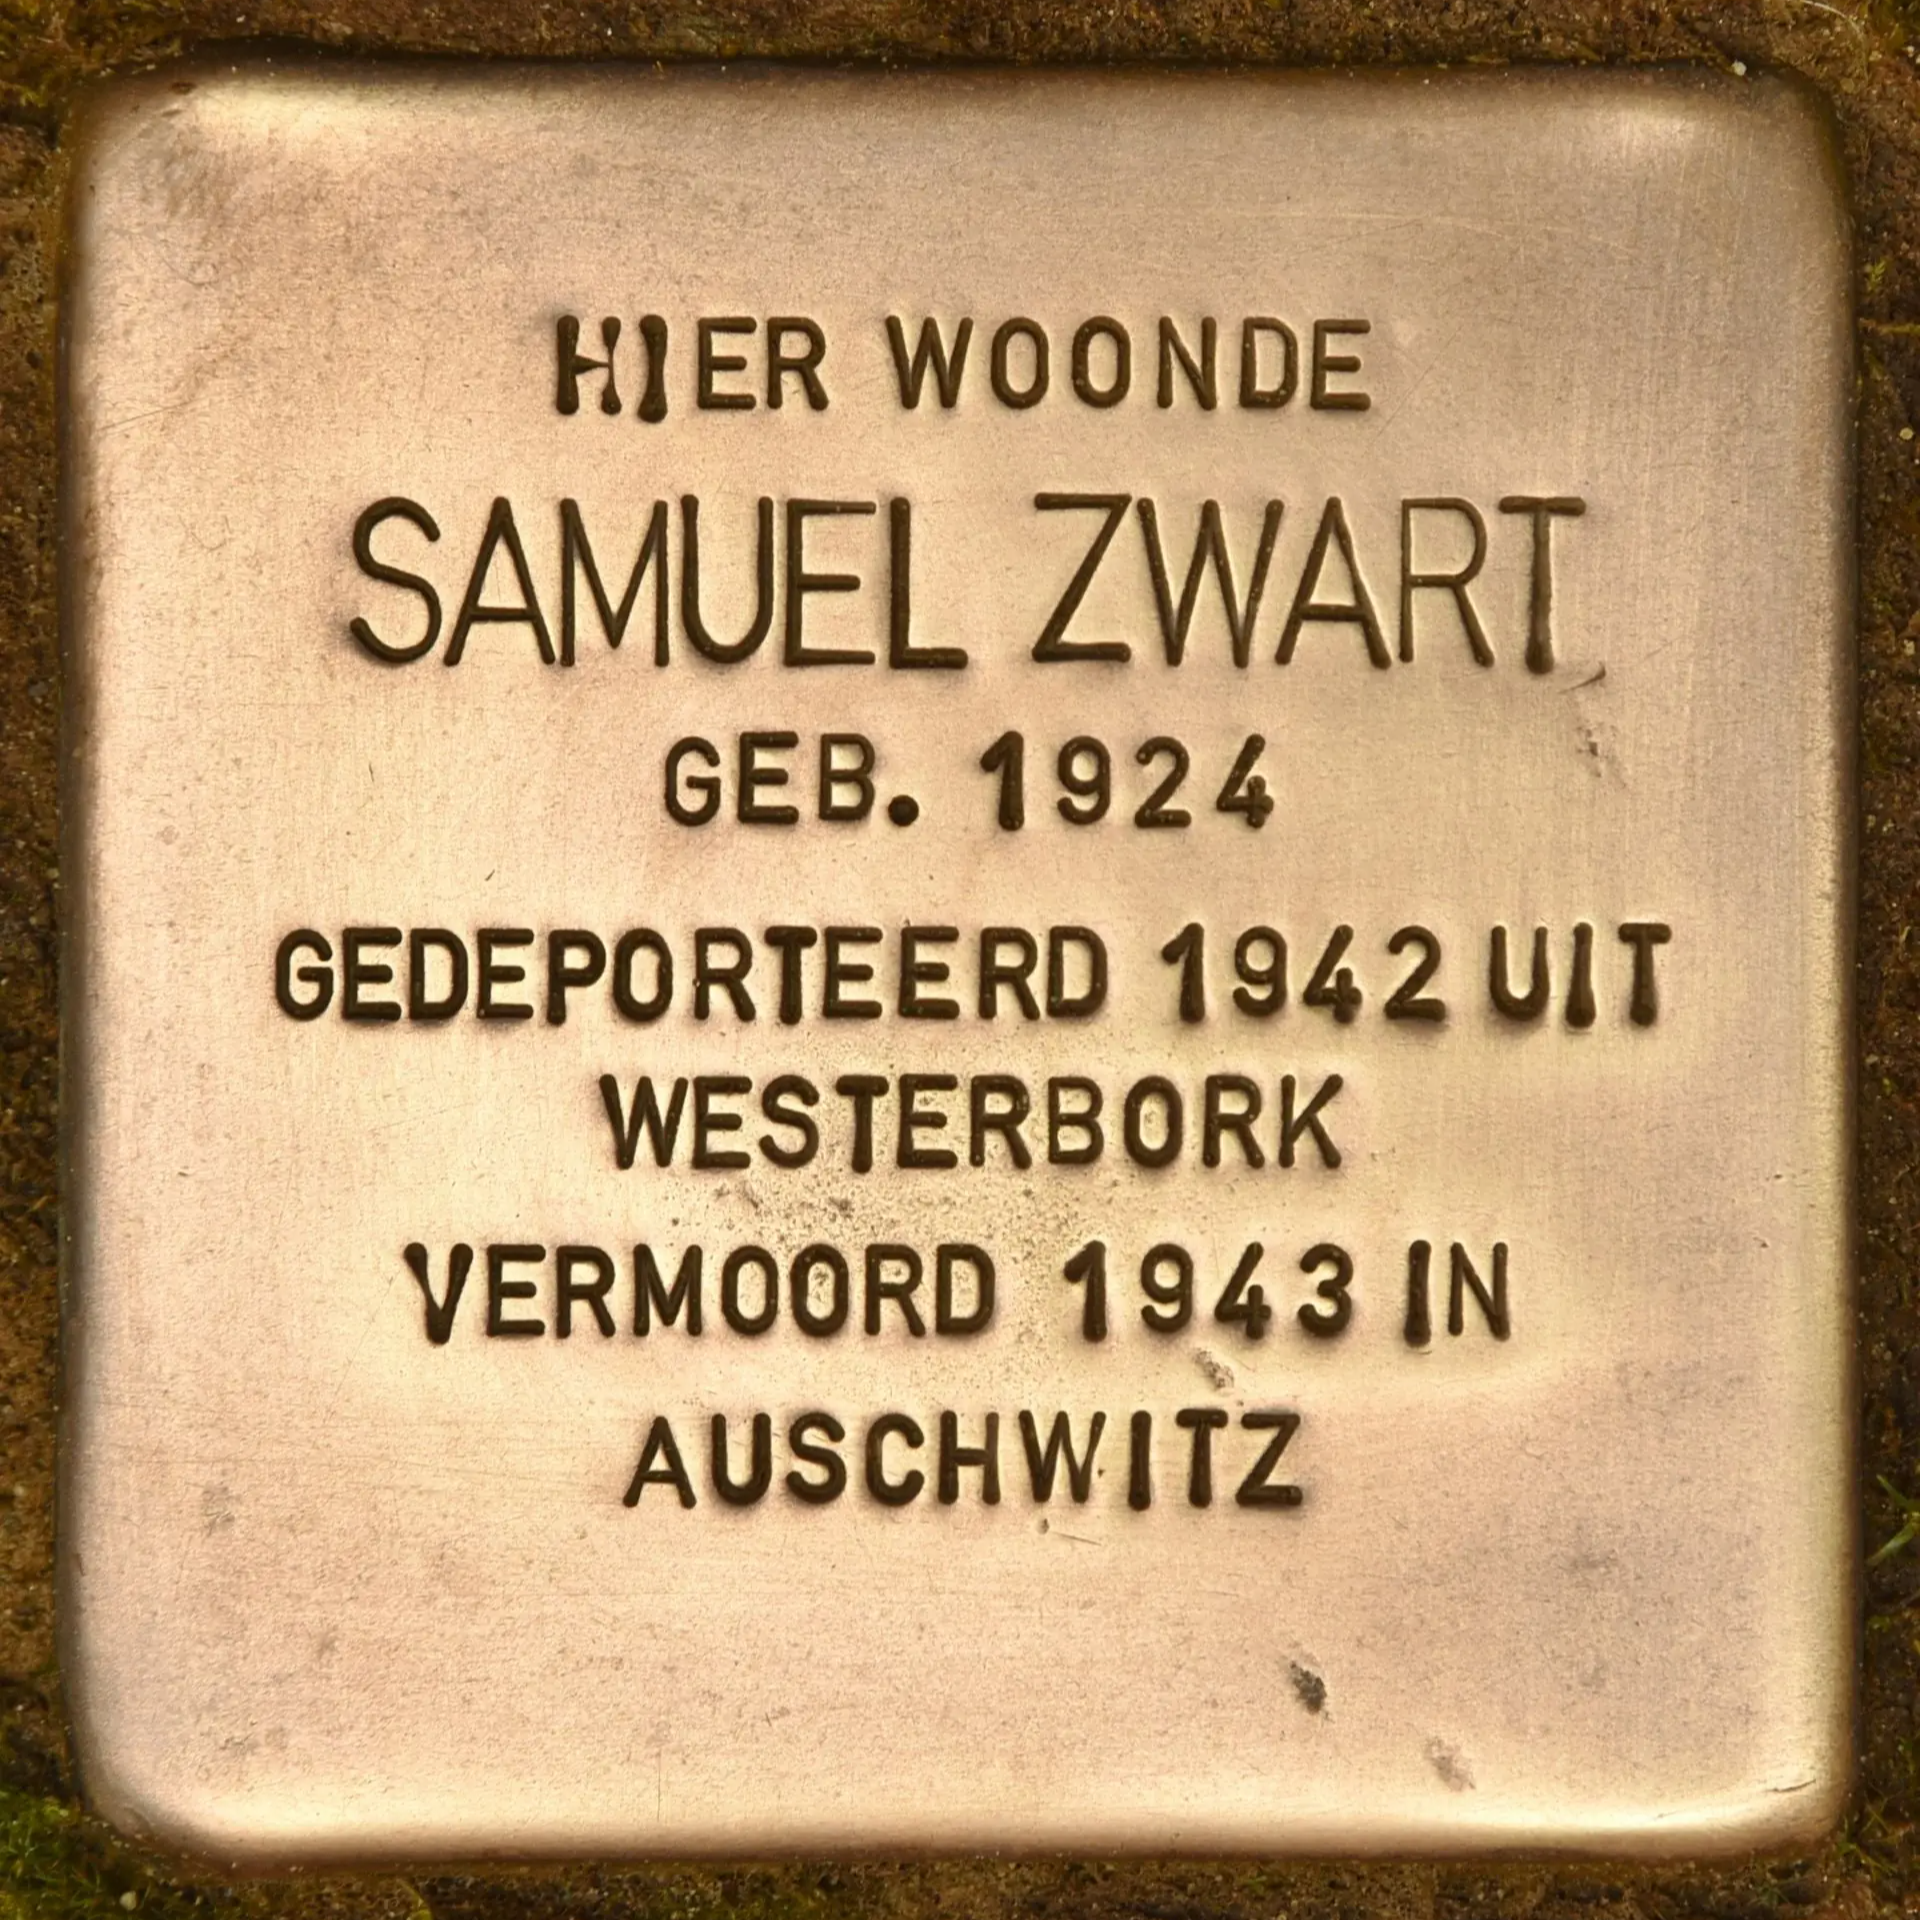 HIER WOONDE
SAMUEL ZWART
GEB. 1924
GEDEPORTEERD 1942 UIT
WESTERBORK
VERMOORD 1943 IN
AUSCHWITZ